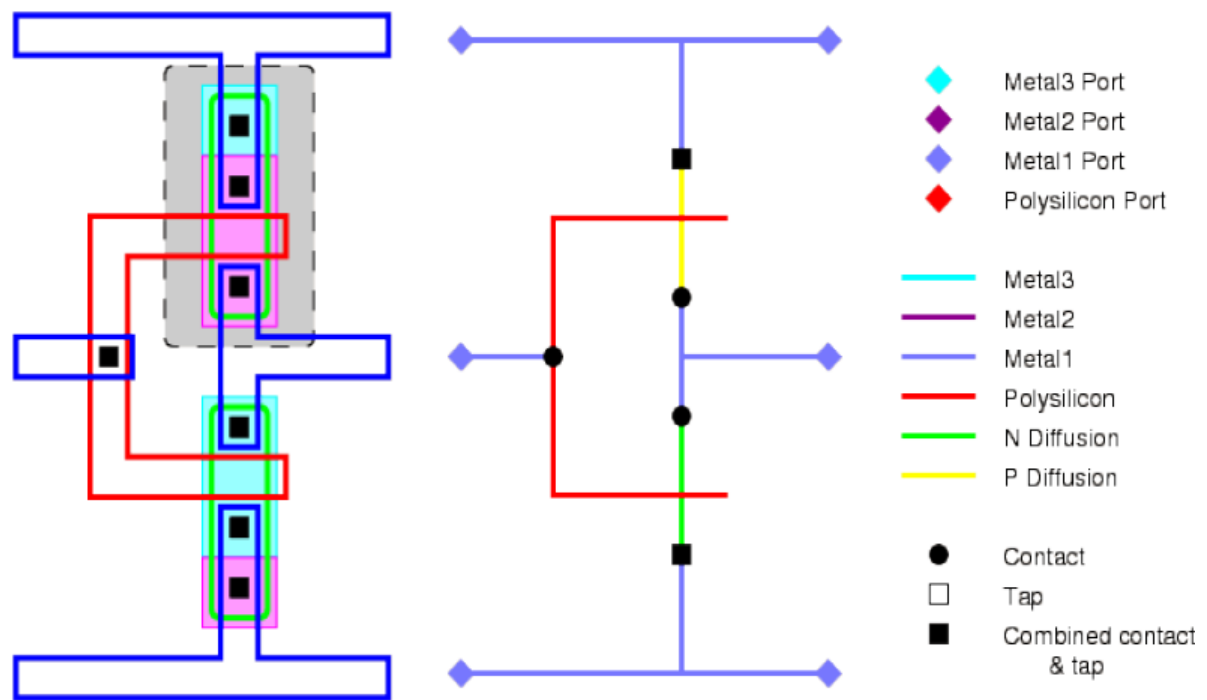 Metal3 Port
Metal2 Port
Metal1 Port
Polysilicon Port
Metal3
Metal2
Metal1
Polysilicon
N Diffusion
P Diffusion
Contact
Tap
Combined contact
& tap